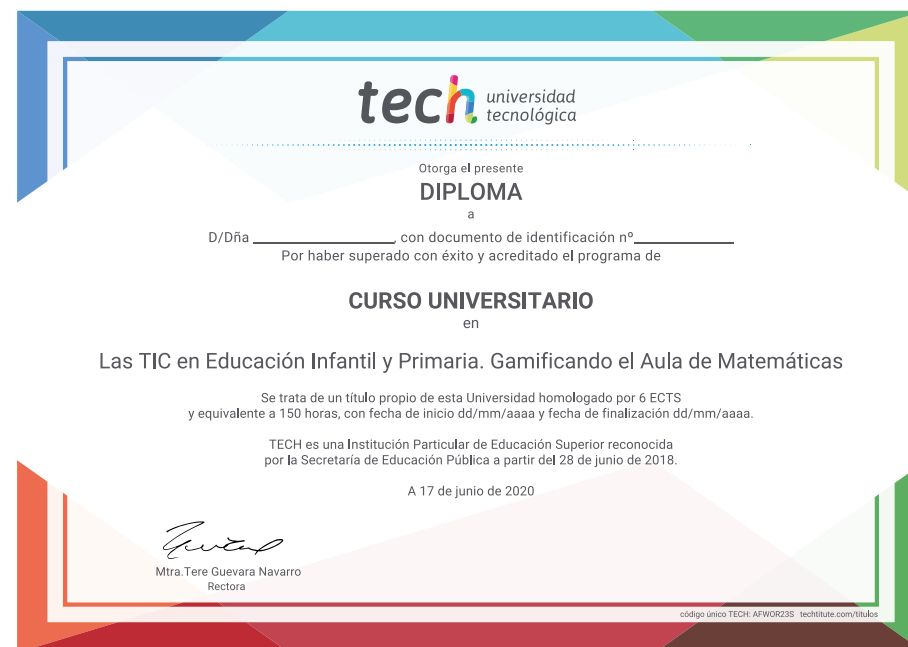 tech universidad
tecnológica
Otorga el presente
DIPLOMA
a
D/Dña ______________, con documento de identificación nº__________
Por haber superado con éxito y acreditado el programa de
CURSO UNIVERSITARIO
en
Las TIC en Educación Infantil y Primaria. Gamificando el Aula de Matemáticas
Se trata de un título propio de esta Universidad homologado por 6 ECTS
y equivalente a 150 horas, con fecha de inicio dd/mm/aaaa y fecha de finalización dd/mm/aaaa.
TECH es una Institución Particular de Educación Superior reconocida
por la Secretaría de Educación Pública a partir del 28 de junio de 2018.
A 17 de junio de 2020
Mtra.Tere Guevara Navarro
Rectora
código único TECH: AFWOR23S techtitute.com/titulos